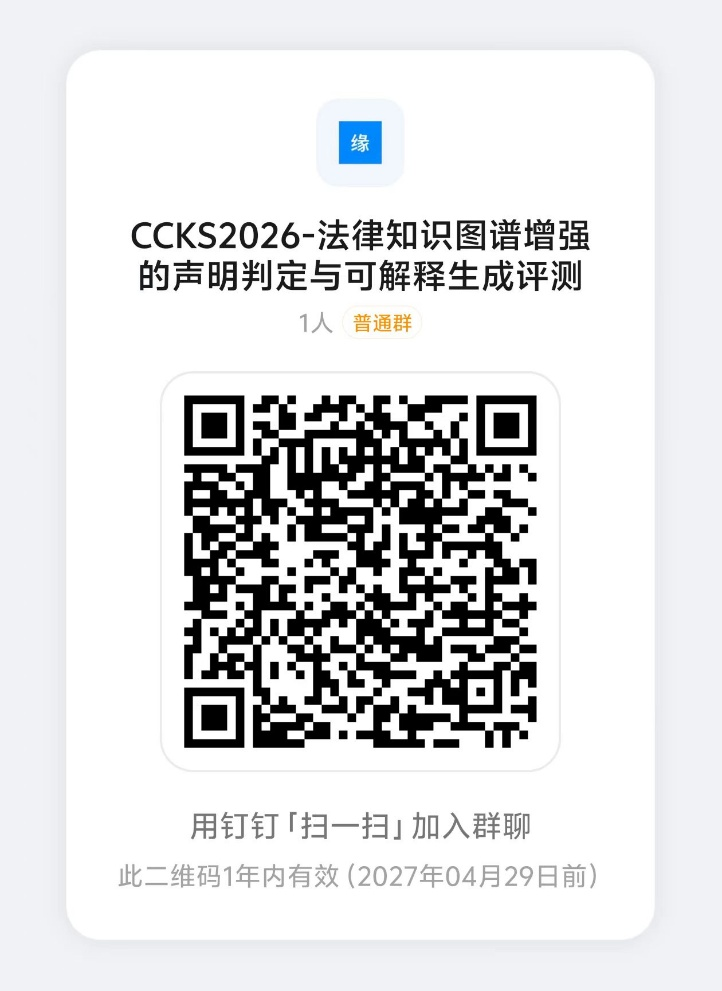 缘
CCKS2026-法律知识图谱增强
的声明判定与可解释生成评测
1人 普通群
用钉钉「扫一扫」加入群聊
此二维码1年内有效 (2027年04月29日前)